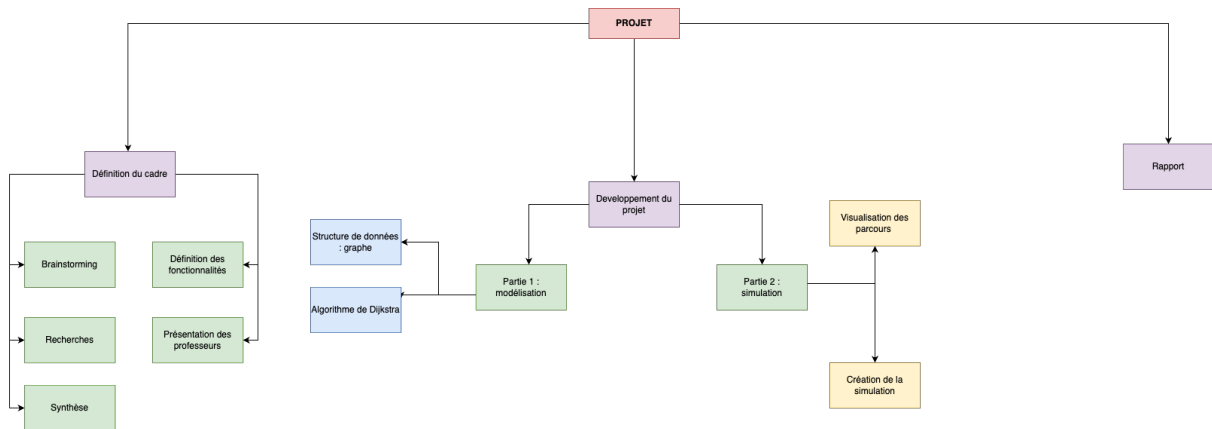 PROJET
Définition du cadre
Rapport
Developpement du
projet
Visualisation des
parcours
Structure de données
: graphe
Brainstorming
Définition des
fonctionnalités
Partie 1 :
modélisation
Partie 2 :
simulation
Algorithme de Dijkstra
Recherches
Présentation des
professeurs
Création de la
simulation
Synthèse